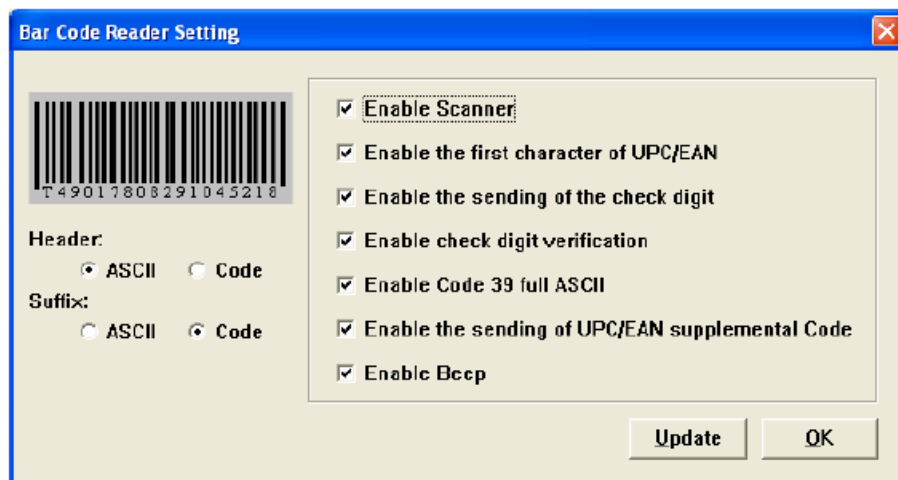 Bar Code Reader Setting
T49017808291045218
Header:
ASCII Code
Suffix:
ASCII Code
Enable Scanner
Enable the first character of UPC/EAN
Enable the sending of the check digit
Enable check digit verification
Enable Code 39 full ASCII
Enable the sending of UPC/EAN supplemental Code
Enable Beep
Update OK